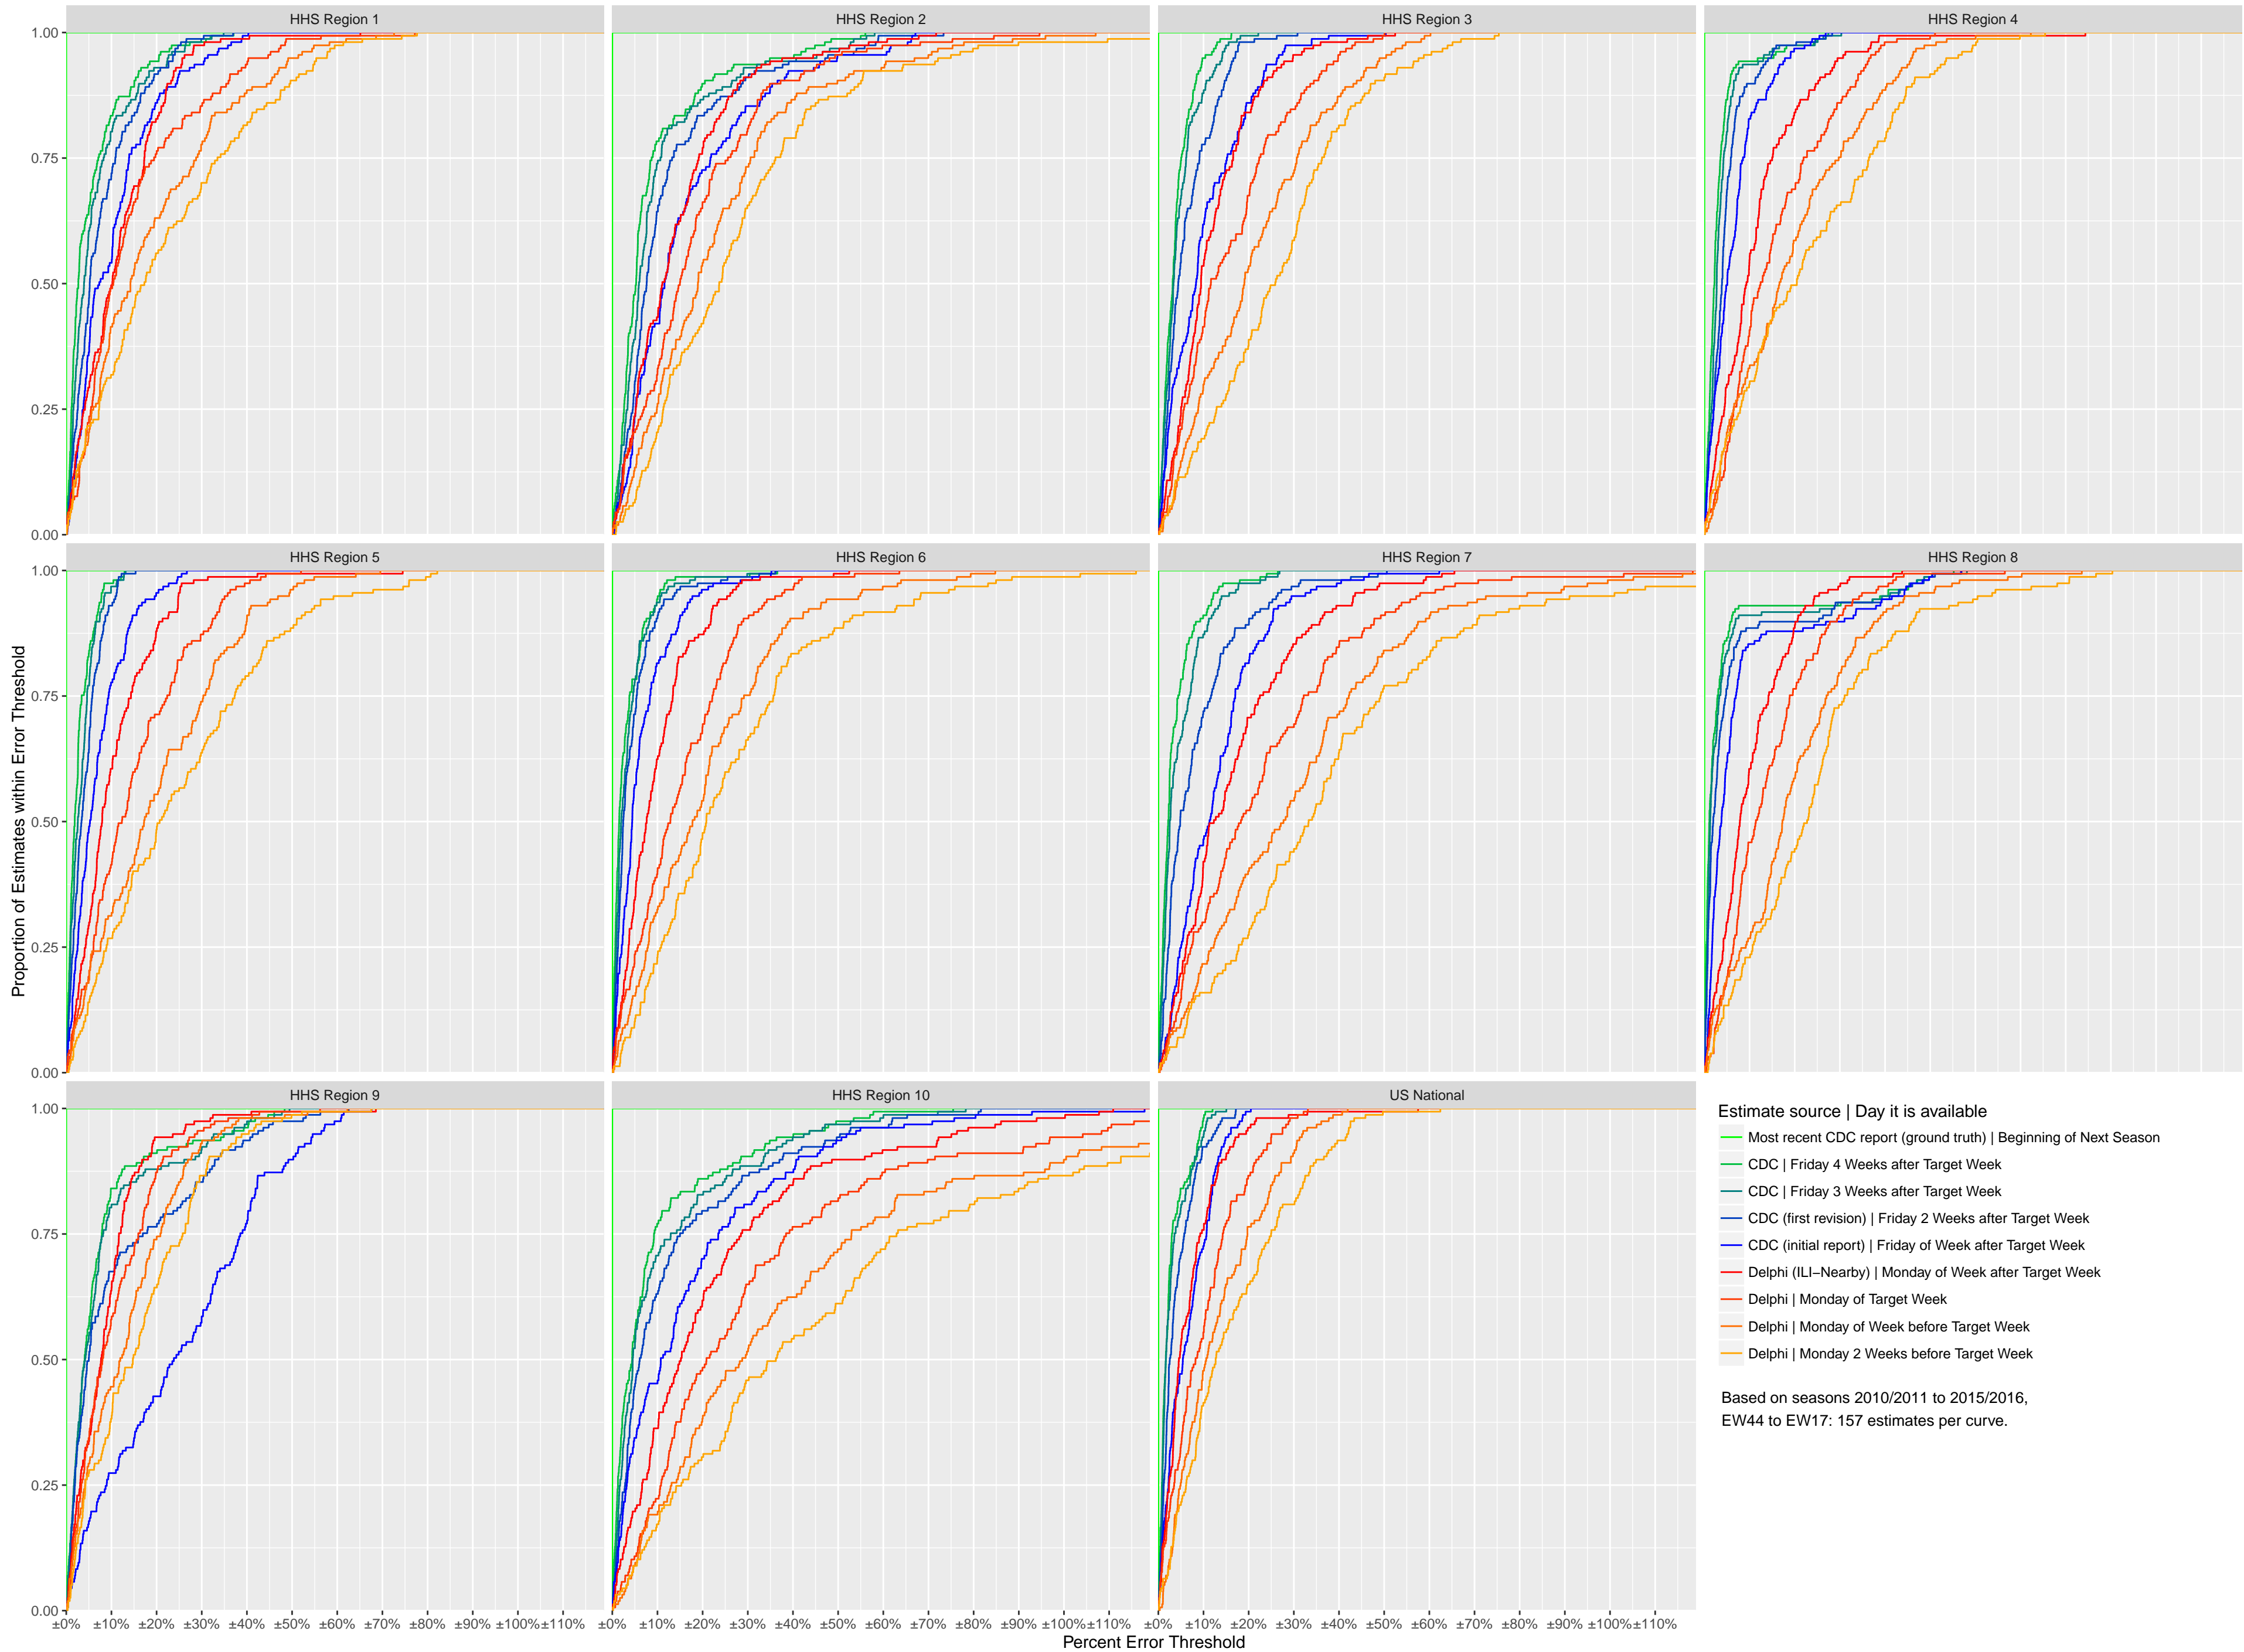 HHS Region 1
HHS Region 2
HHS Region 3
HHS Region 4
1.00
0.75
0.50
0.25
0.00
HHS Region 5
HHS Region 6
HHS Region 7
HHS Region 8
1.00
0.75
0.50
0.25
0.00
HHS Region 9
HHS Region 10
US National
1.00
0.75
0.50
0.25
0.00
±0% ±10% ±20% ±30% ±40% ±50% ±60% ±70% ±80% ±90% ±100% ±110%
±0% ±10% ±20% ±30% ±40% ±50% ±60% ±70% ±80% ±90% ±100% ±110%
±0% ±10% ±20% ±30% ±40% ±50% ±60% ±70% ±80% ±90% ±100% ±110%
Percent Error Threshold
Proportion of Estimates within Error Threshold
Estimate source | Day it is available
Most recent CDC report (ground truth) | Beginning of Next Season
CDC | Friday 4 Weeks after Target Week
CDC | Friday 3 Weeks after Target Week
CDC (first revision) | Friday 2 Weeks after Target Week
CDC (initial report) | Friday of Week after Target Week
Delphi (ILI−Nearby) | Monday of Week after Target Week
Delphi | Monday of Target Week
Delphi | Monday of Week before Target Week
Delphi | Monday 2 Weeks before Target Week
Based on seasons 2010/2011 to 2015/2016,
EW44 to EW17: 157 estimates per curve.